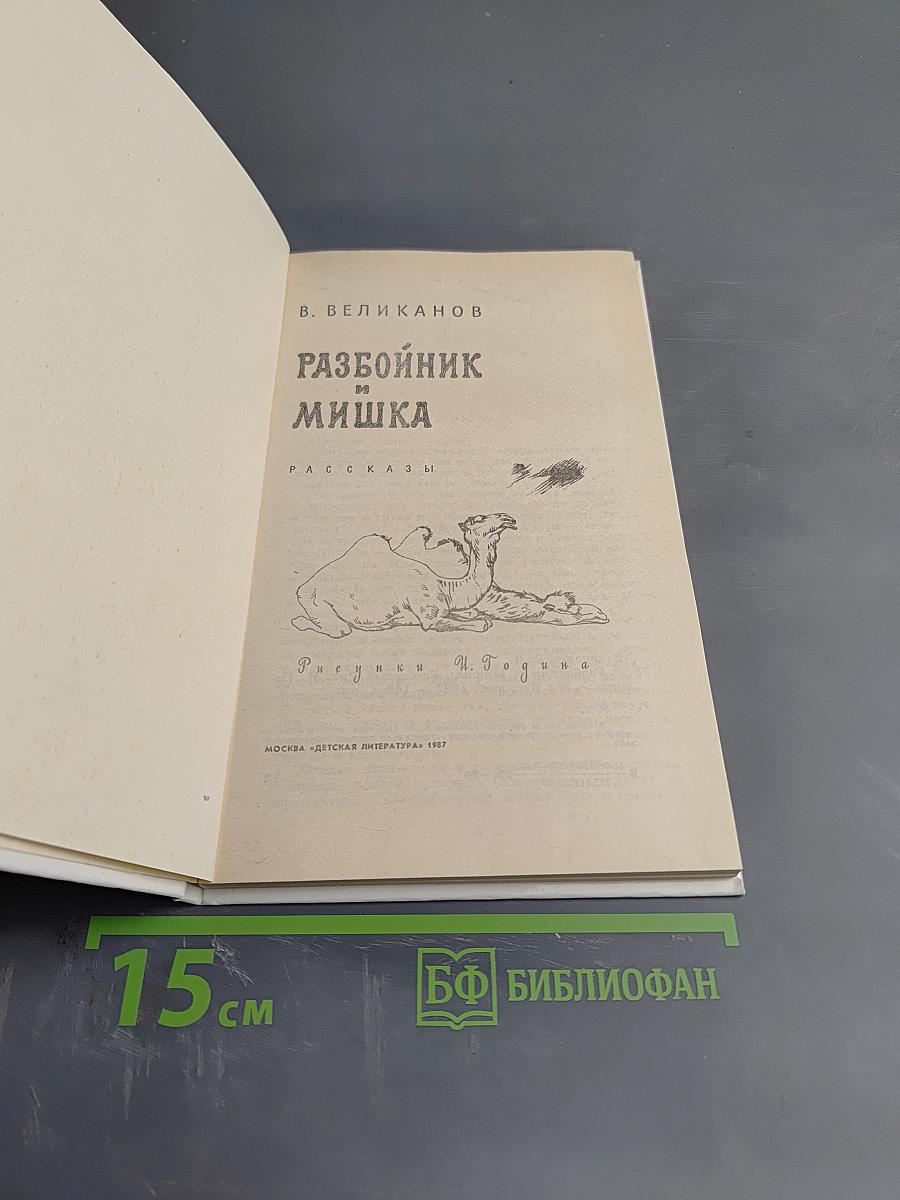 В. ВЕЛИКАНОВ
РАЗБОЙНИК
и
МИШКА
РАССКАЗЫ
Рисунки И. Година
МОСКВА «ДЕТСКАЯ ЛИТЕРАТУРА» 1987
15 см
БФ БИБЛИОФАН